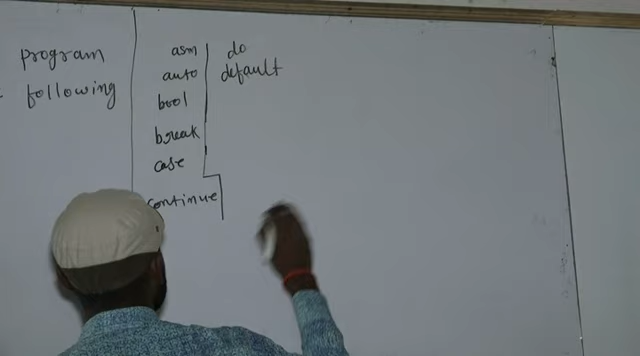 program
following
asm
auto
bool
break
case
continue
do
default